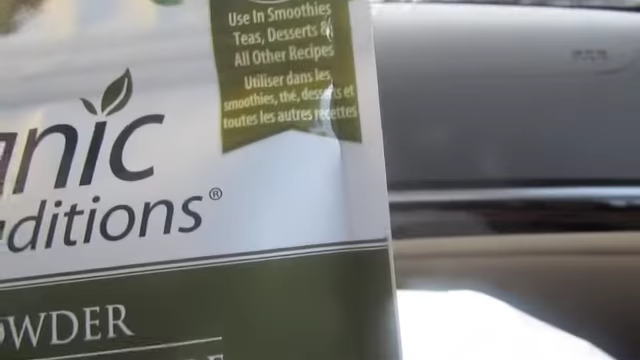 Use In Smoothies
Teas, Desserts &
All Other Recipes
Utiliser dans les
smoothies, thé, desserts et
toutes les autres recettes
nic
ditions®
OWDER